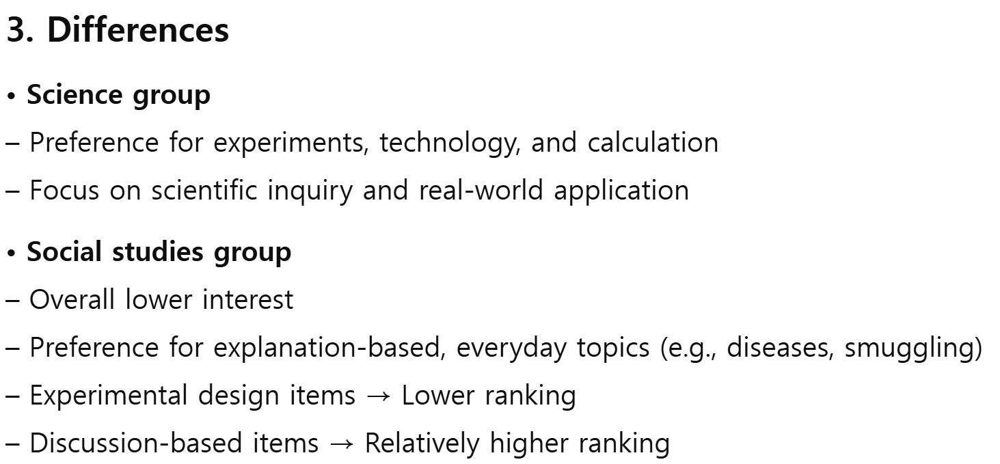 3. Differences
• Science group
– Preference for experiments, technology, and calculation
– Focus on scientific inquiry and real-world application
• Social studies group
– Overall lower interest
– Preference for explanation-based, everyday topics (e.g., diseases, smuggling)
– Experimental design items → Lower ranking
– Discussion-based items → Relatively higher ranking